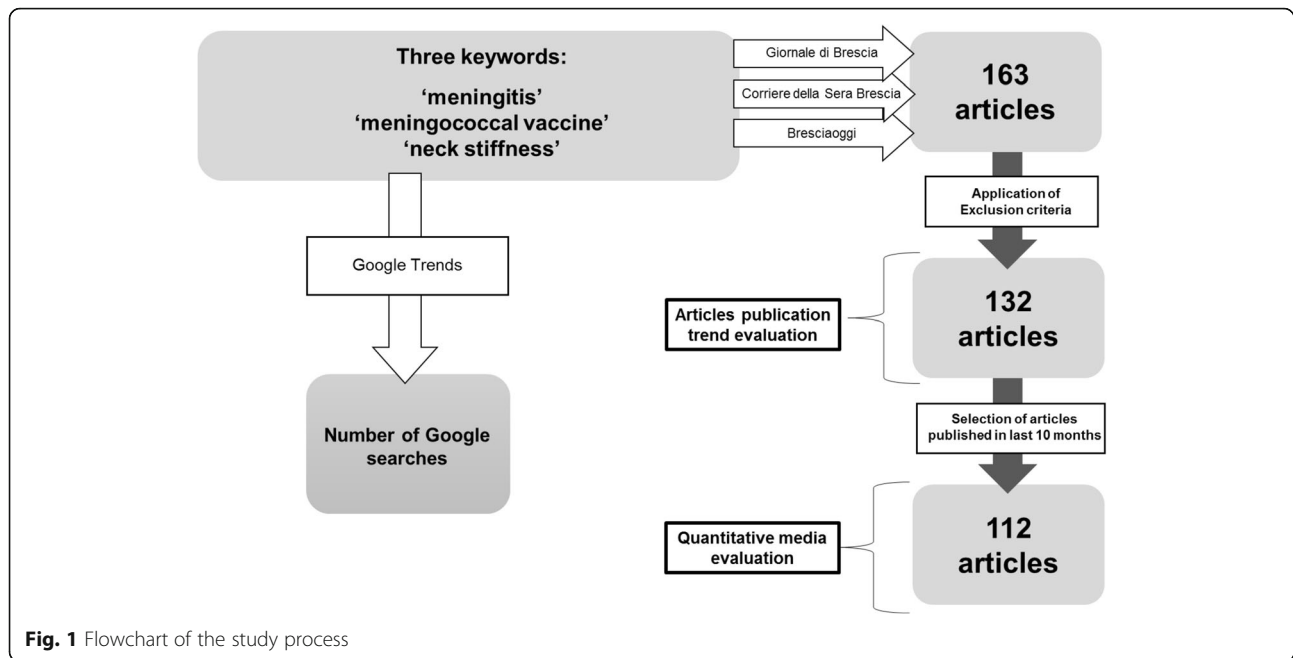 Three keywords:
‘meningitis’
‘meningococcal vaccine’
‘neck stiffness’
Giornale di Brescia
Corriere della Sera Brescia
Bresciaoggi
163
articles
Application of
Exclusion criteria
Google Trends
132
articles
Articles publication
trend evaluation
Selection of articles
published in last 10 months
Number of Google
searches
112
articles
Quantitative media
evaluation
Fig. 1 Flowchart of the study process